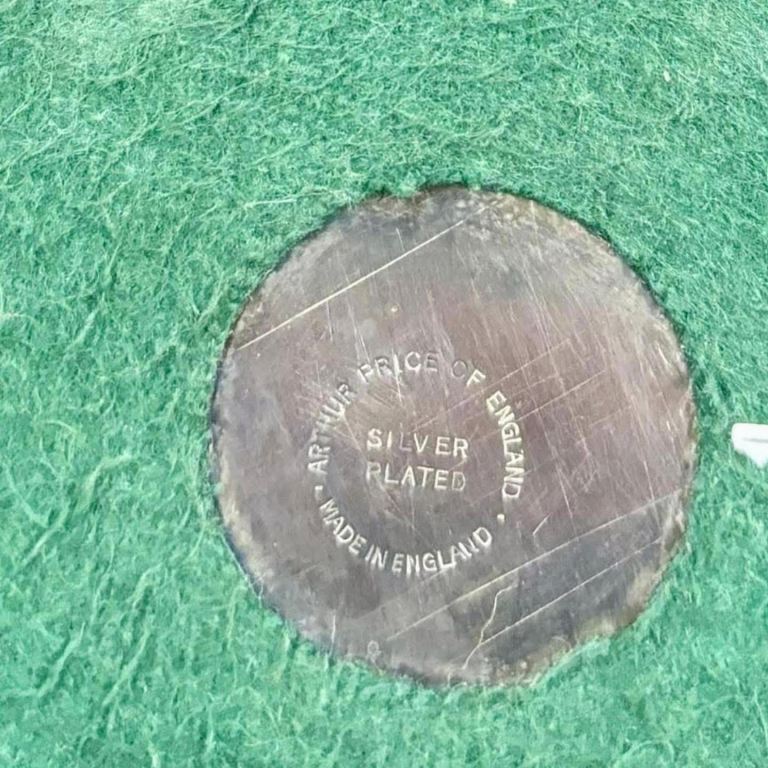 ARTHUR PRICE OF ENGLAND
SILVER
PLATED
• MADE IN ENGLAND •